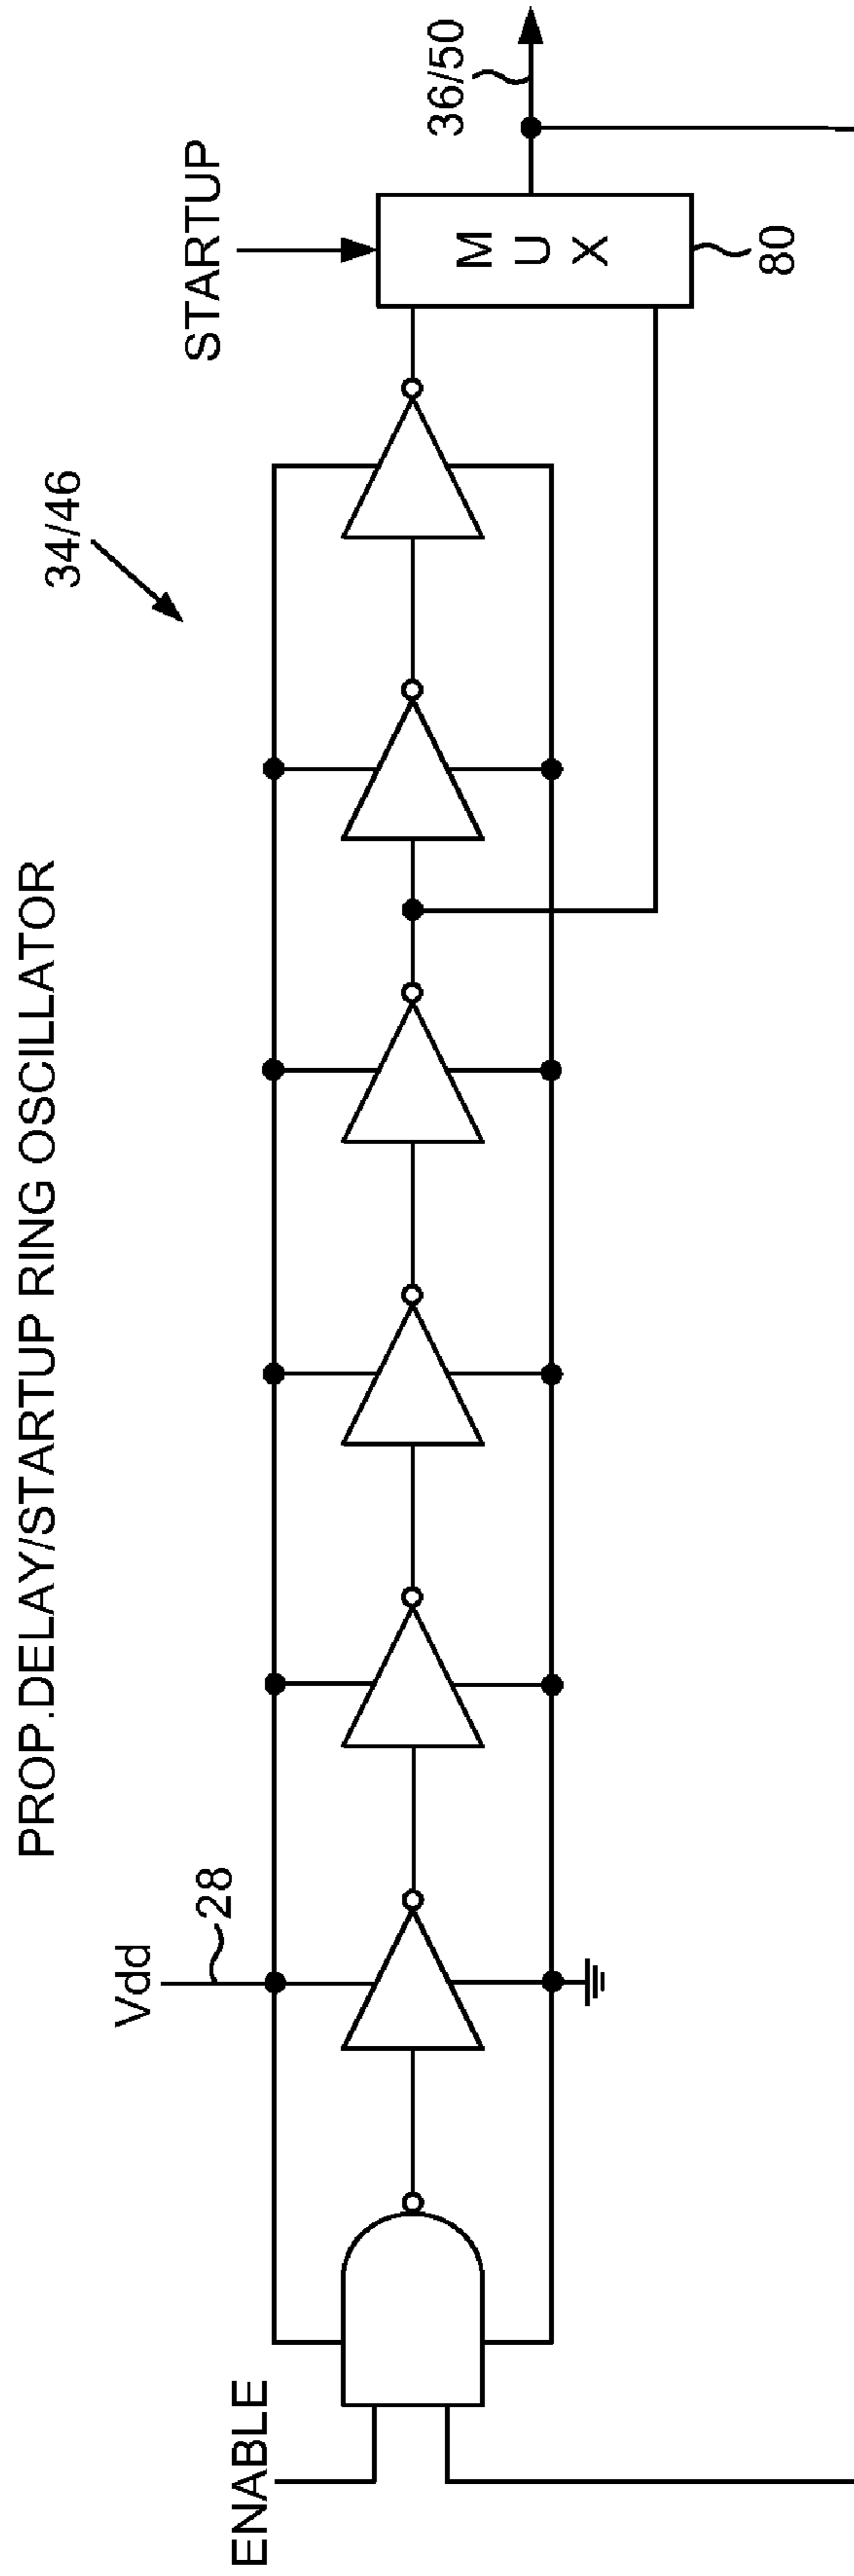 PROP.DELAY/STARTUP RING OSCILLATOR
34/46
Vdd
28
STARTUP
ENABLE
MUX
36/50
80